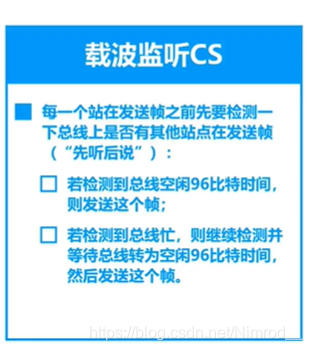 载波监听CS
每一个站在发送帧之前先要检测一
下总线上是否有其他站点在发送帧
（“先听后说”）：
若检测到总线空闲96比特时间，
则发送这个帧；
若检测到总线忙，则继续检测并
等待总线转为空闲96比特时间，
然后发送这个帧。
https://blog.csdn.net/Nimrod_